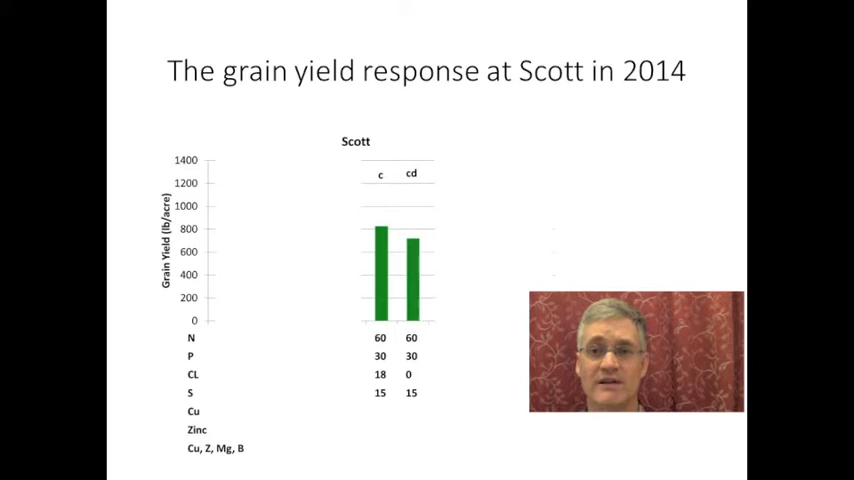 The grain yield response at Scott in 2014
Scott
Grain Yield (lb/acre)
1400
1200
1000
800
600
400
200
0
c cd
N 60 60
P 30 30
CL 18 0
S 15 15
Cu
Zinc
Cu, Z, Mg, B